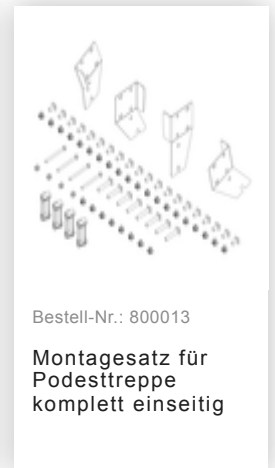 Bestell-Nr.: 800013
Montagesatz für
Podesttreppe
komplett einseitig